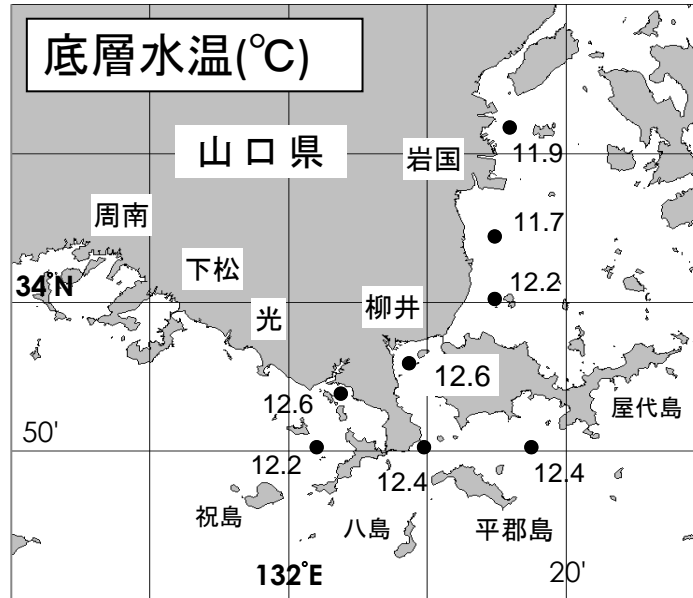 底層水温(℃)
山口県
岩国
11.9
周南
11.7
下松
34°N
12.2
光
柳井
12.6
12.6
屋代島
50'
12.2
12.4
12.4
祝島
八島
平郡島
132°E
20'